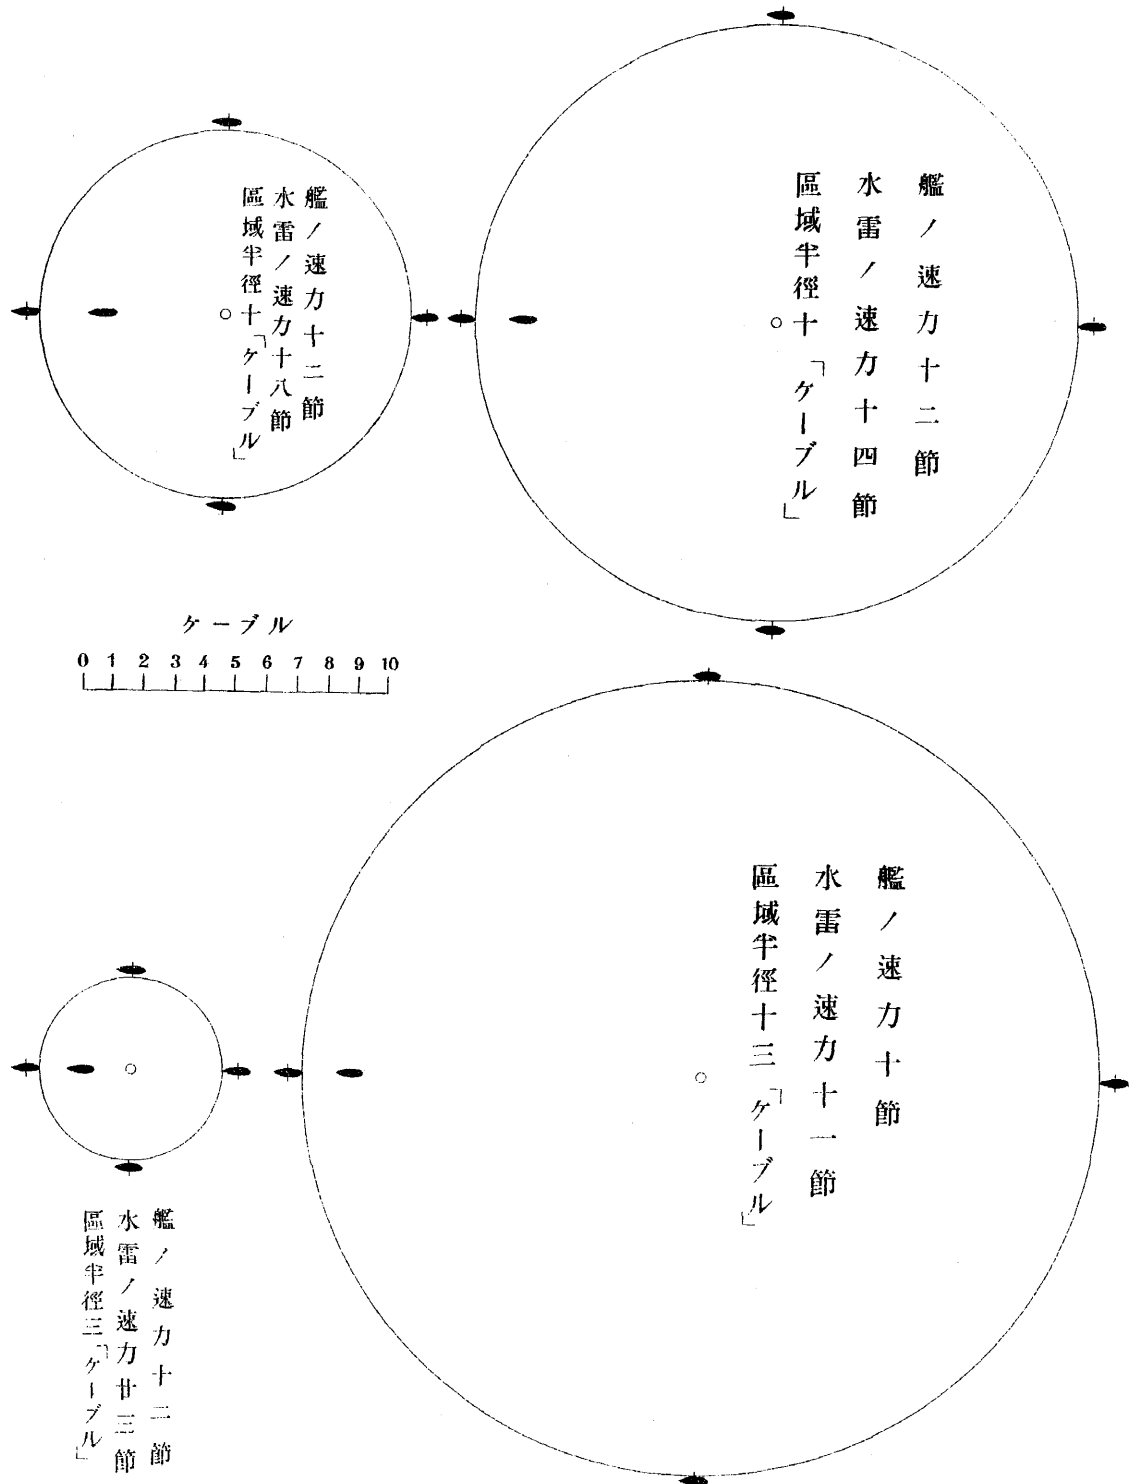 艦ノ速力十二節
水雷ノ速力十四節
區域半徑十「ケーブル」
艦ノ速力十二節
水雷ノ速力十八節
區域半徑十「ケーブル」
ケーブル
0 1 2 3 4 5 6 7 8 9 10
艦ノ速力十節
水雷ノ速力十一節
區域半徑十三「ケーブル」
艦ノ速力十二節
水雷ノ速力廿三節
區域半徑三「ケーブル」